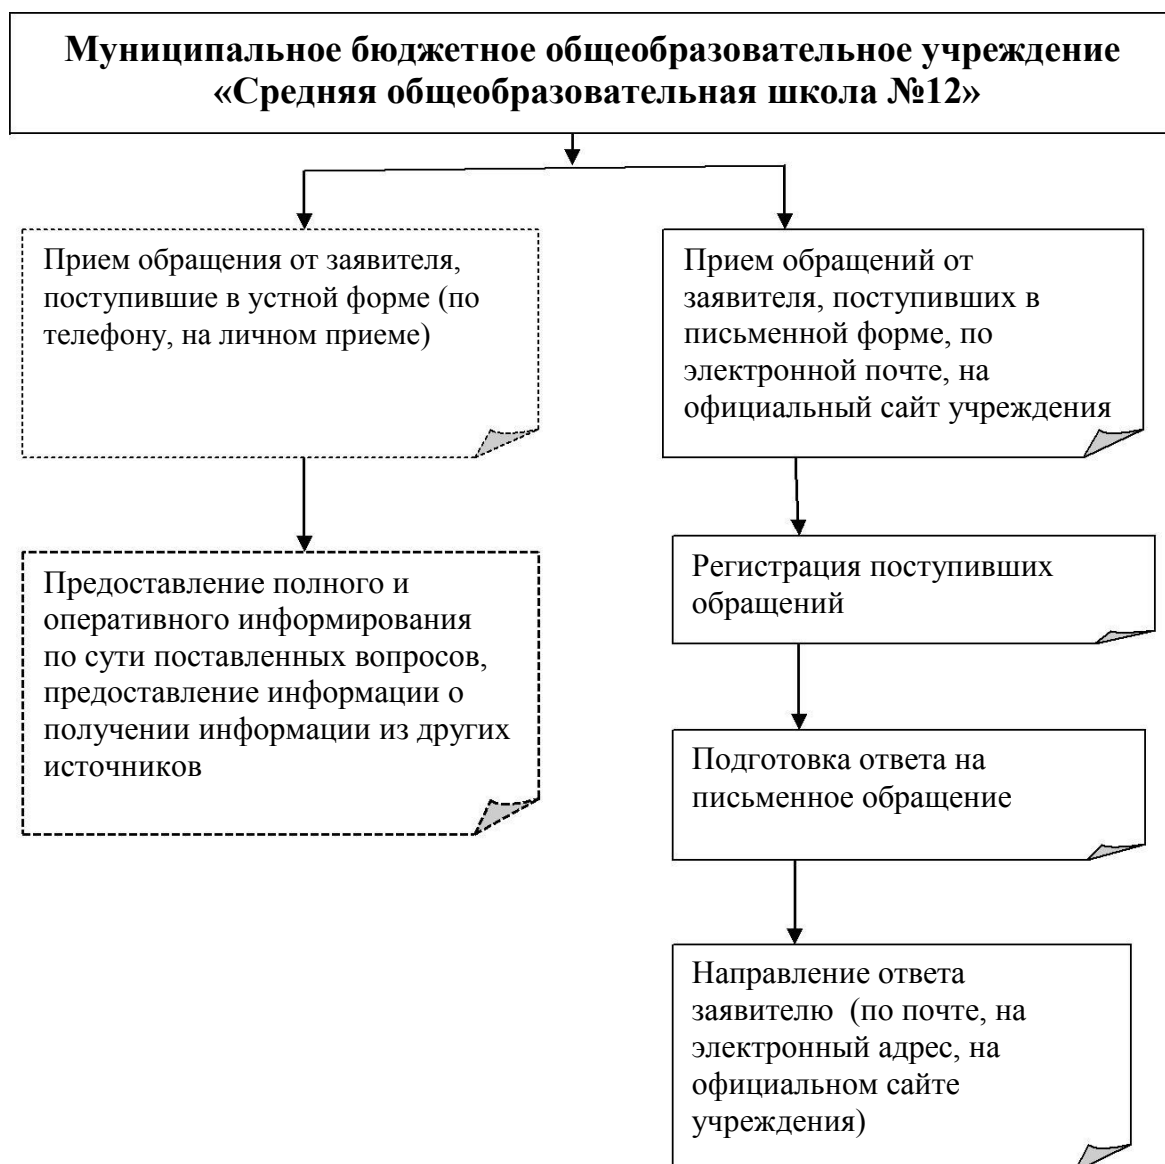 Муниципальное бюджетное общеобразовательное учреждение
«Средняя общеобразовательная школа №12»
Прием обращения от заявителя,
поступившие в устной форме (по
телефону, на личном приеме)
Предоставление полного и
оперативного информирования
по сути поставленных вопросов,
предоставление информации о
получении информации из других
источников
Прием обращений от
заявителя, поступивших в
письменной форме, по
электронной почте, на
официальный сайт учреждения
Регистрация поступивших
обращений
Подготовка ответа на
письменное обращение
Направление ответа
заявителю (по почте, на
электронный адрес, на
официальном сайте
учреждения)